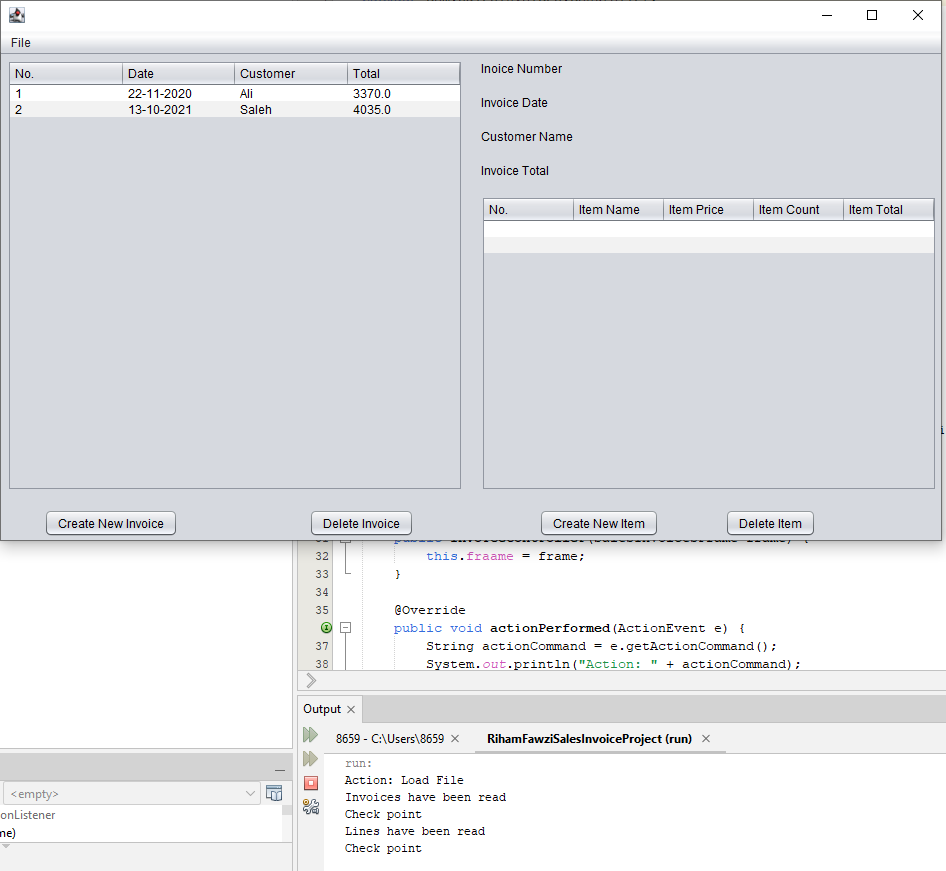 File
No. Date Customer Total
1 22-11-2020 Ali 3370.0
2 13-10-2021 Saleh 4035.0
Inoice Number
Invoice Date
Customer Name
Invoice Total
No. Item Name Item Price Item Count Item Total
Create New Invoice Delete Invoice Create New Item Delete Item
32 this.fraame = frame;
33 }
34
35 @Override
public void actionPerformed(ActionEvent e) {
37 String actionCommand = e.getActionCommand();
38 System.out.println("Action: " + actionCommand);
Output
8659 - C:\Users\8659 RihamFawziSalesInvoiceProject (run)
run:
Action: Load File
Invoices have been read
Check point
Lines have been read
Check point
<empty>
onListener
me)